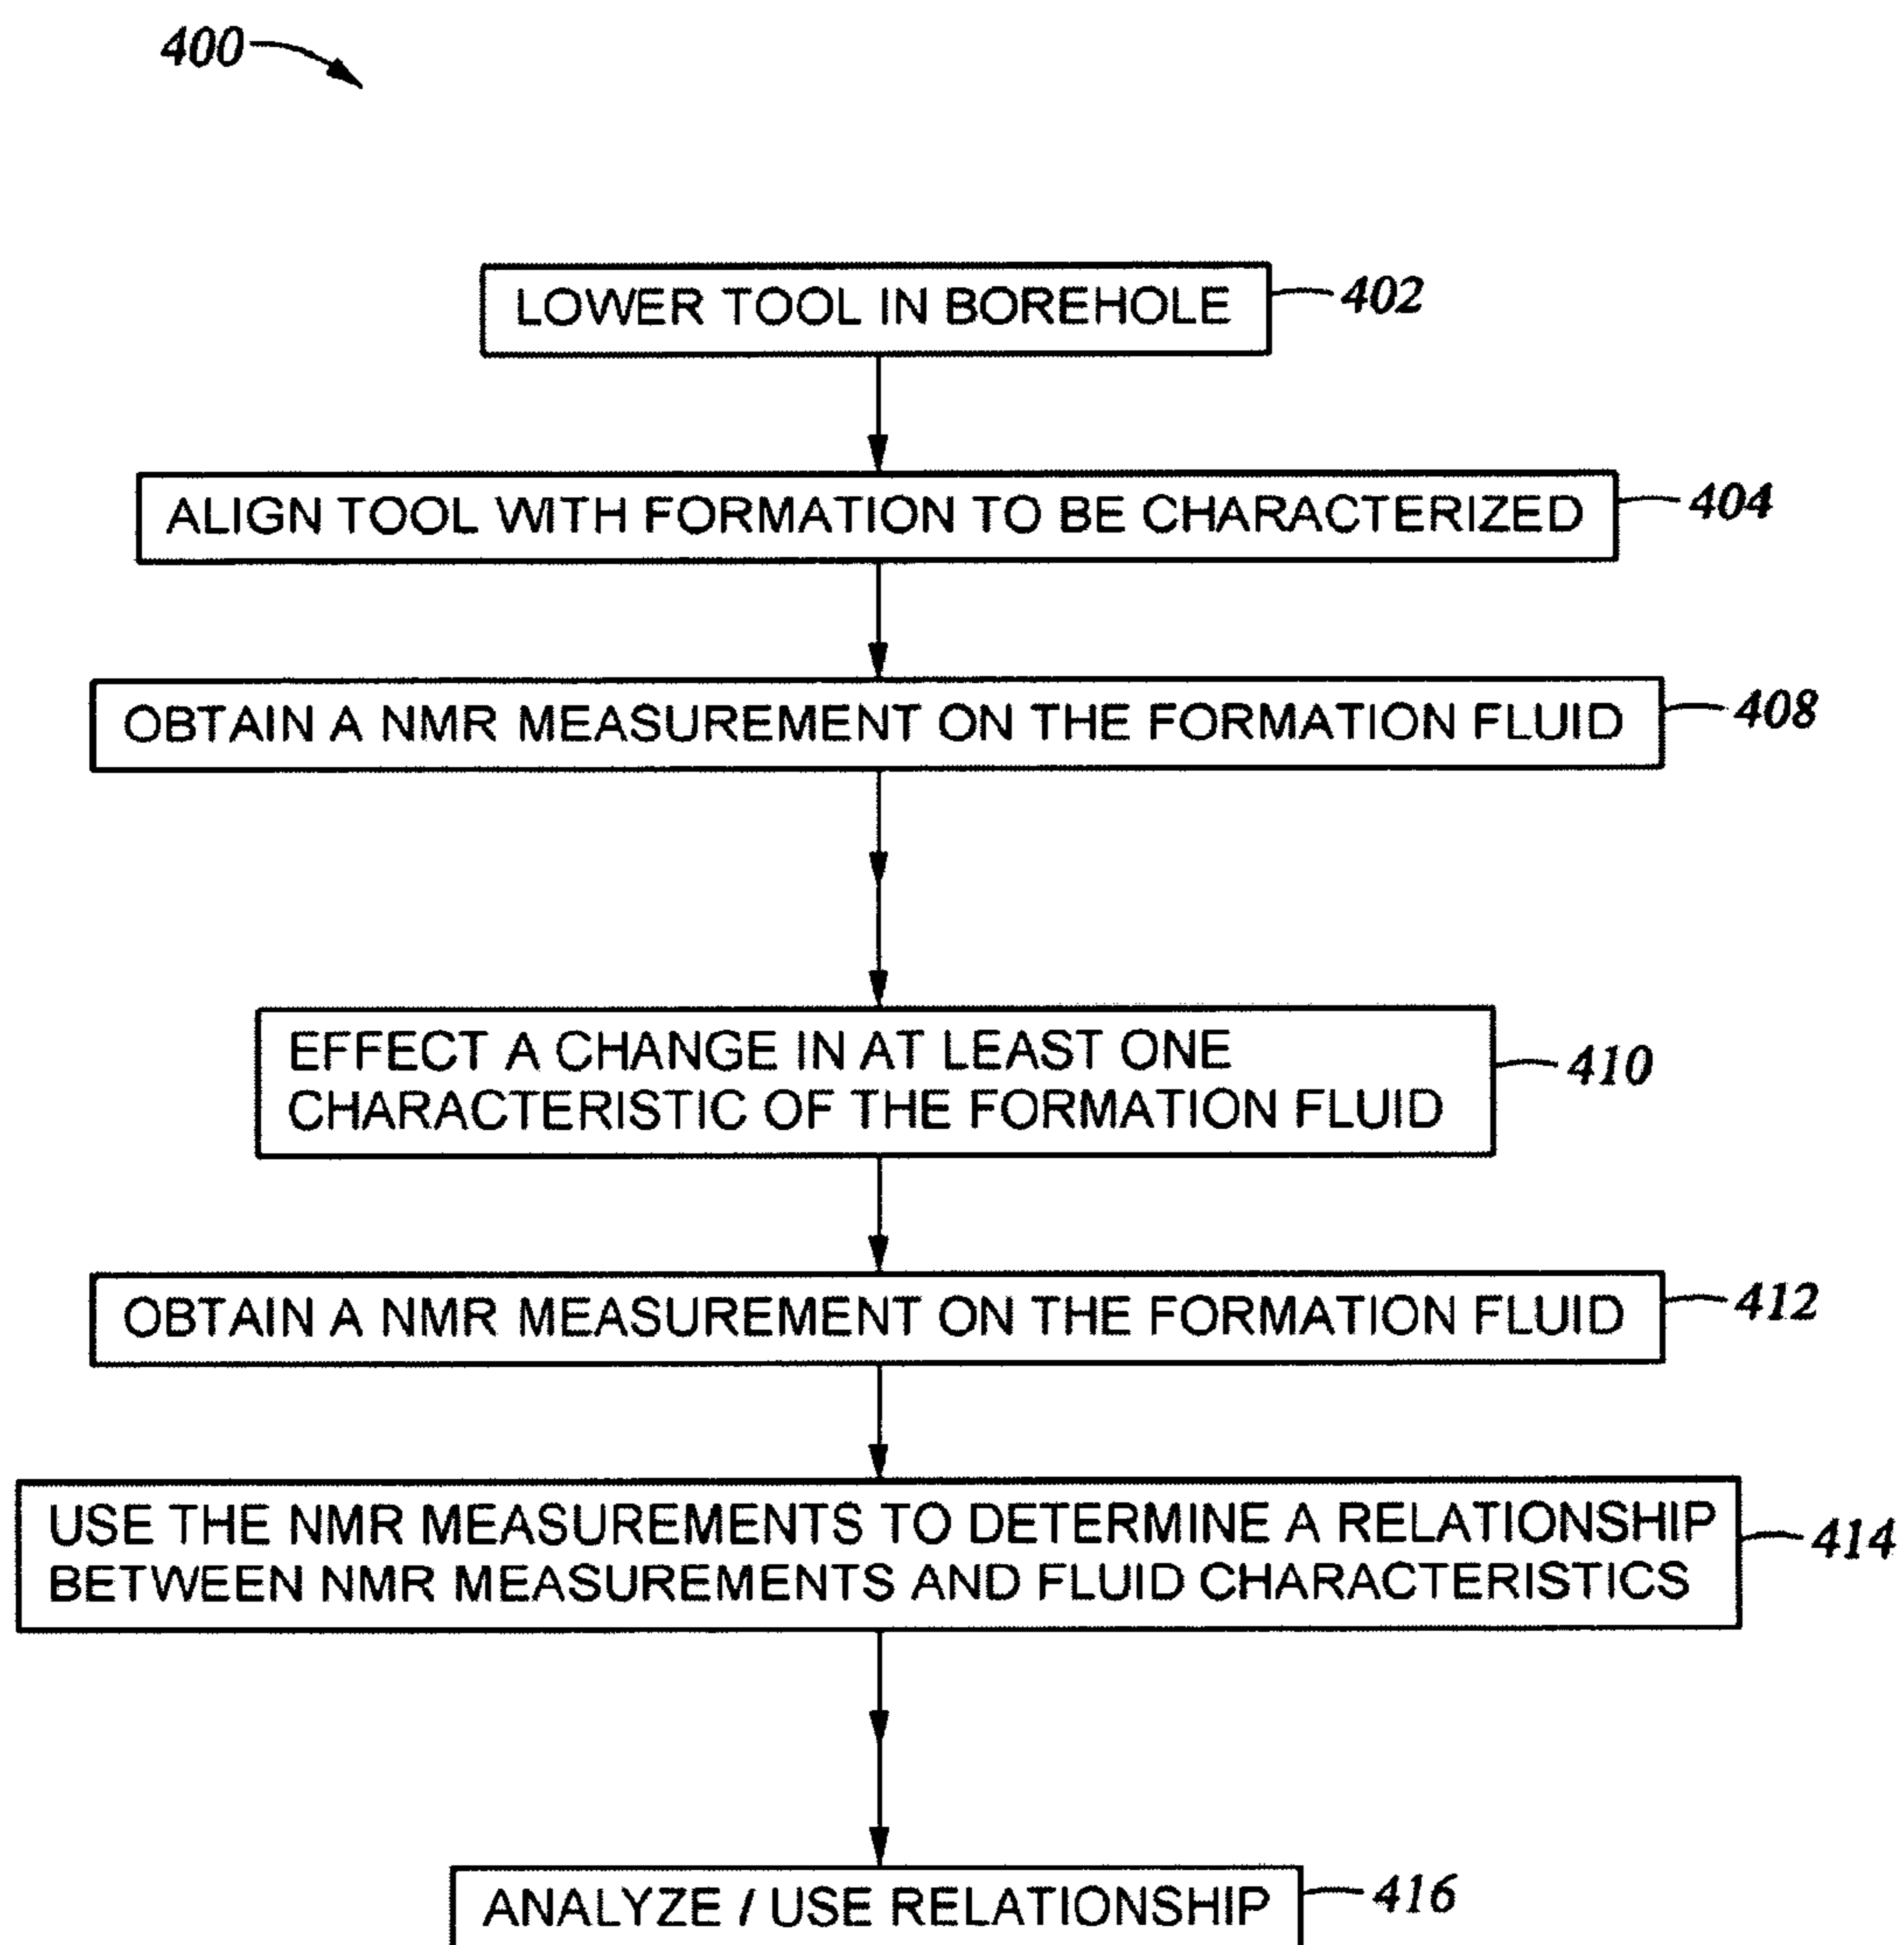 400
LOWER TOOL IN BOREHOLE
402
ALIGN TOOL WITH FORMATION TO BE CHARACTERIZED
404
OBTAIN A NMR MEASUREMENT ON THE FORMATION FLUID
408
EFFECT A CHANGE IN AT LEAST ONE
CHARACTERISTIC OF THE FORMATION FLUID
410
OBTAIN A NMR MEASUREMENT ON THE FORMATION FLUID
412
USE THE NMR MEASUREMENTS TO DETERMINE A RELATIONSHIP
BETWEEN NMR MEASUREMENTS AND FLUID CHARACTERISTICS
414
ANALYZE / USE RELATIONSHIP
416